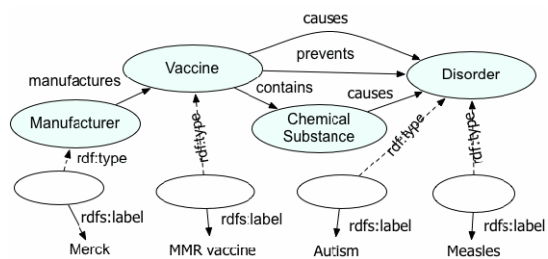 causes
prevents
Vaccine
Disorder
manufactures
contains
causes
Manufacturer
Chemical
Substance
rdf:type
rdf:type
rdf:type
rdf:type
rdfs:label
rdfs:label
rdfs:label
rdfs:label
Merck
MMR vaccine
Autism
Measles